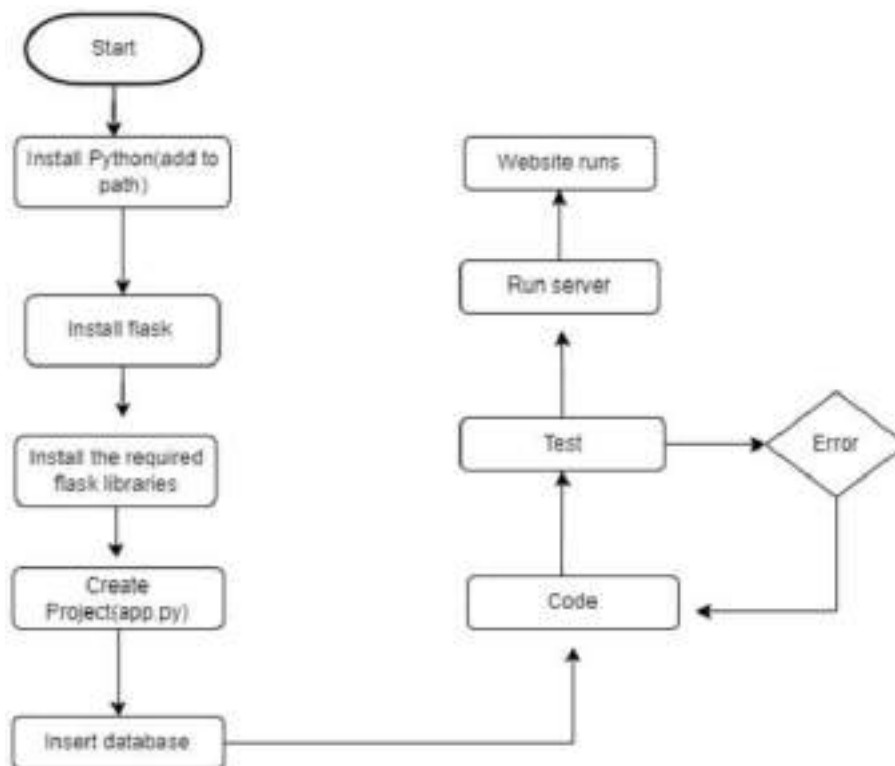 Start
Install Python(add to
path)
Install flask
Install the required
flask libraries
Create
Project(app.py)
Insert database
Website runs
Run server
Test
Error
Code